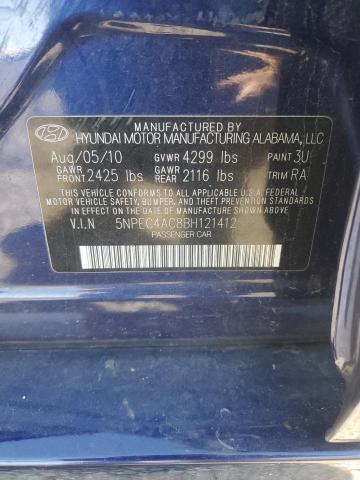 MFD BY
HYUNDAI MOTOR MANUFACTURING ALABAMA, LLC
Aug/05/10 GVWR 4299 lbs PAINT 3U
GAWR FRONT 2425 lbs GAWR REAR 2116 lbs TRIM RA
THIS VEHICLE CONFORMS TO ALL APPLICABLE U.S.A. FEDERAL
MOTOR VEHICLE SAFETY, BUMPER, AND THEFT PREVENTION
STANDARDS IN EFFECT ON THE DATE OF MANUFACTURE SHOWN ABOVE.
V.I.N 5NPEC4AC8BH121412
PASSENGER CAR